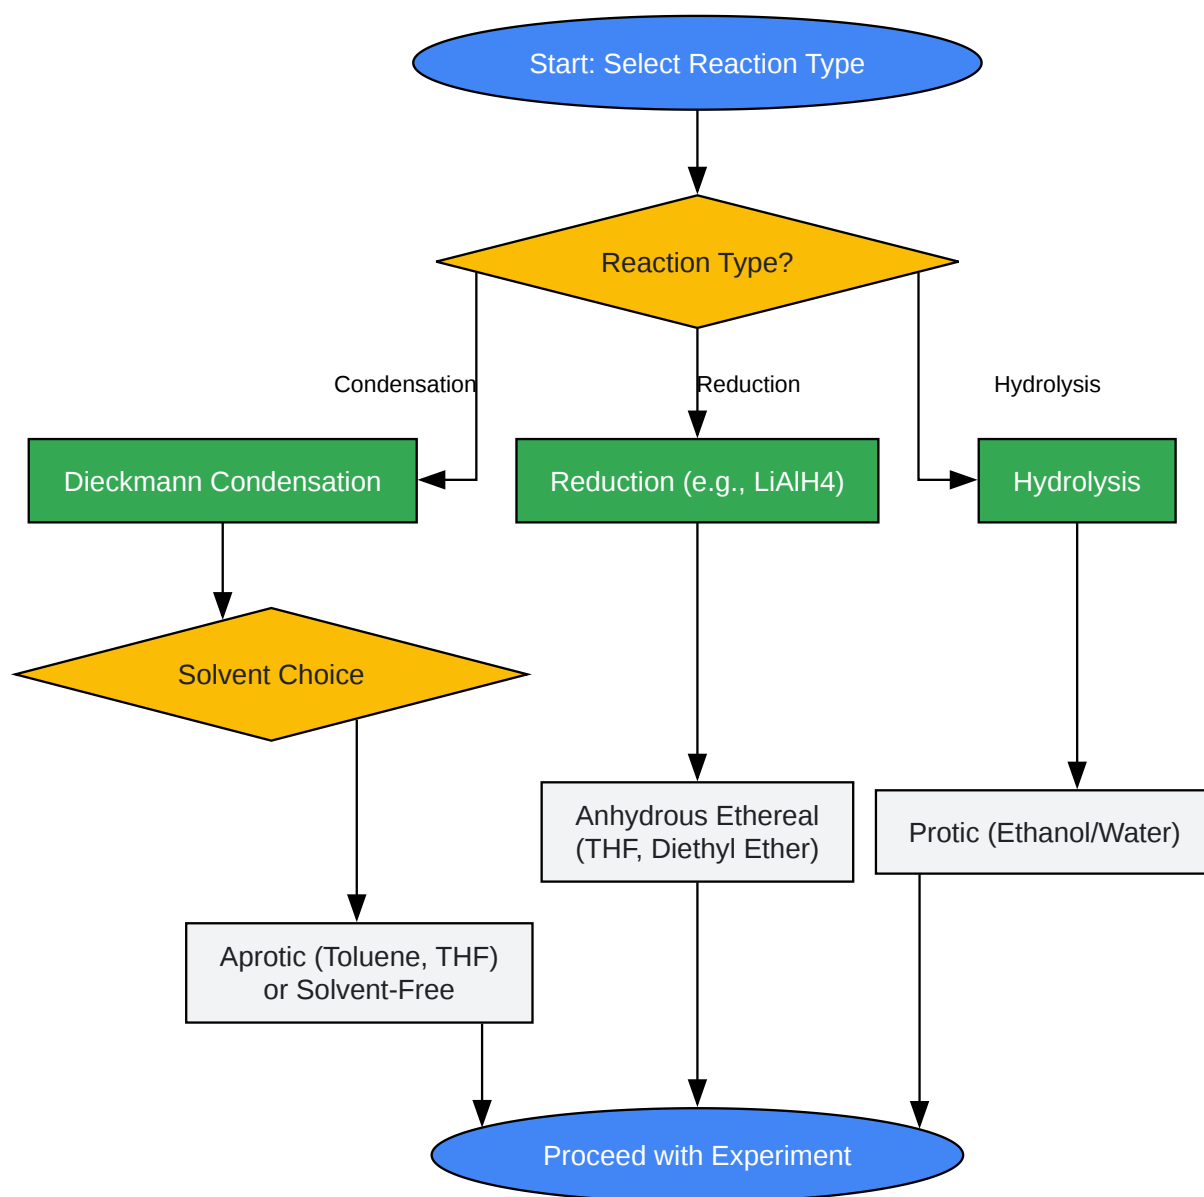 Start: Select Reaction Type
Reaction Type?
Condensation
Reduction
Hydrolysis
Dieckmann Condensation
Reduction (e.g., LiAlH4)
Hydrolysis
Solvent Choice
Anhydrous Ethereal
(THF, Diethyl Ether)
Protic (Ethanol/Water)
Aprotic (Toluene, THF)
or Solvent-Free
Proceed with Experiment